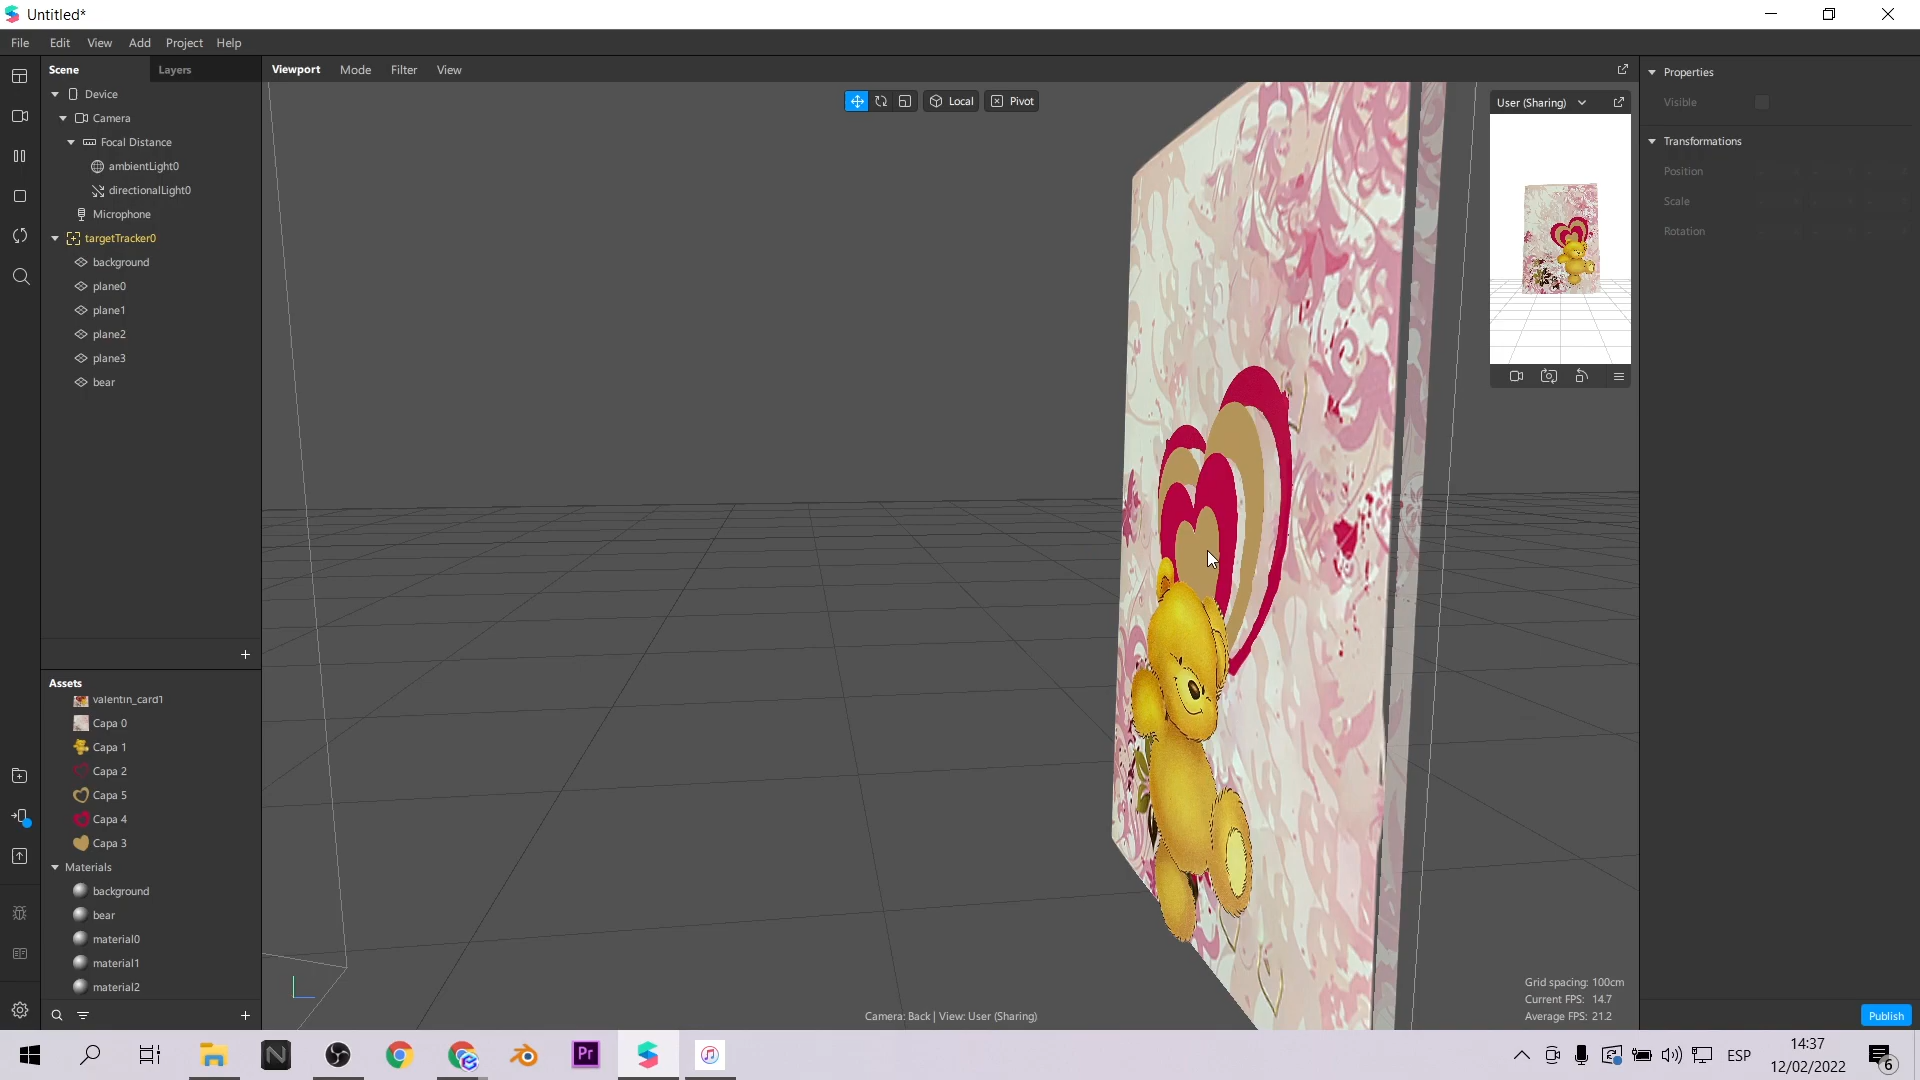 Untitled*
File Edit View Add Project Help
Scene Layers
Device
Camera
Focal Distance
ambientLight0
directionalLight0
Microphone
targetTracker0
background
plane0
plane1
plane2
plane3
bear
Assets
valentin_card1
Capa 0
Capa 1
Capa 2
Capa 5
Capa 4
Capa 3
Materials
background
bear
material0
material1
material2
Viewport Mode Filter View
Local Pivot
User (Sharing)
Grid spacing: 100cm
Current FPS: 14.7
Average FPS: 21.2
Camera: Back | View: User (Sharing)
Properties
Visible
Transformations
Position
Scale
Rotation
Publish
N
Pr
ESP
14:37
12/02/2022
6